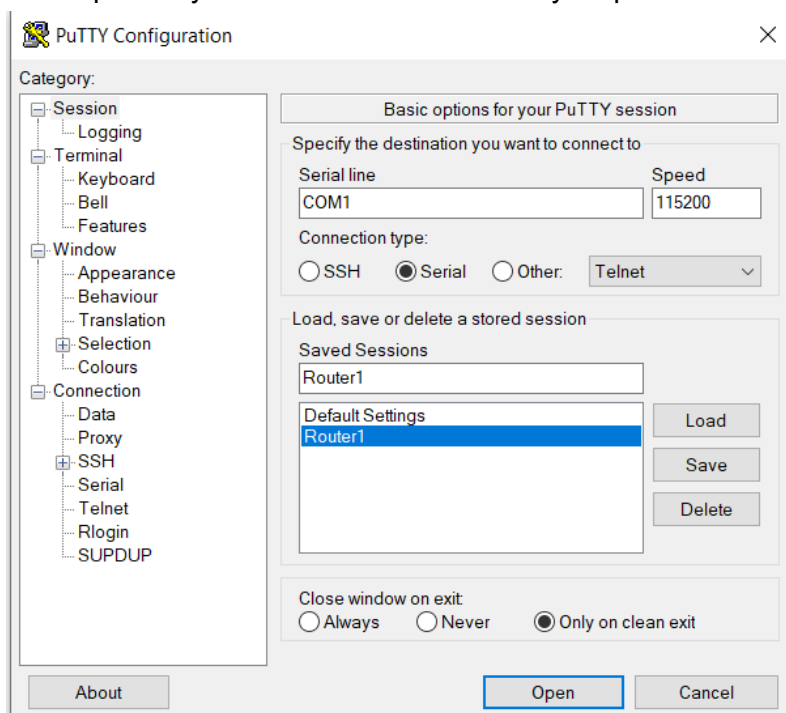 PuTTY Configuration
Category:
Session
Logging
Terminal
Keyboard
Bell
Features
Window
Appearance
Behaviour
Translation
Selection
Colours
Connection
Data
Proxy
SSH
Serial
Telnet
Rlogin
SUPDUP
Basic options for your PuTTY session
Specify the destination you want to connect to
Serial line Speed
COM1 115200
Connection type:
SSH Serial Other: Telnet
Load, save or delete a stored session
Saved Sessions
Router1
Default Settings
Router1
Load
Save
Delete
Close window on exit:
Always Never Only on clean exit
About Open Cancel